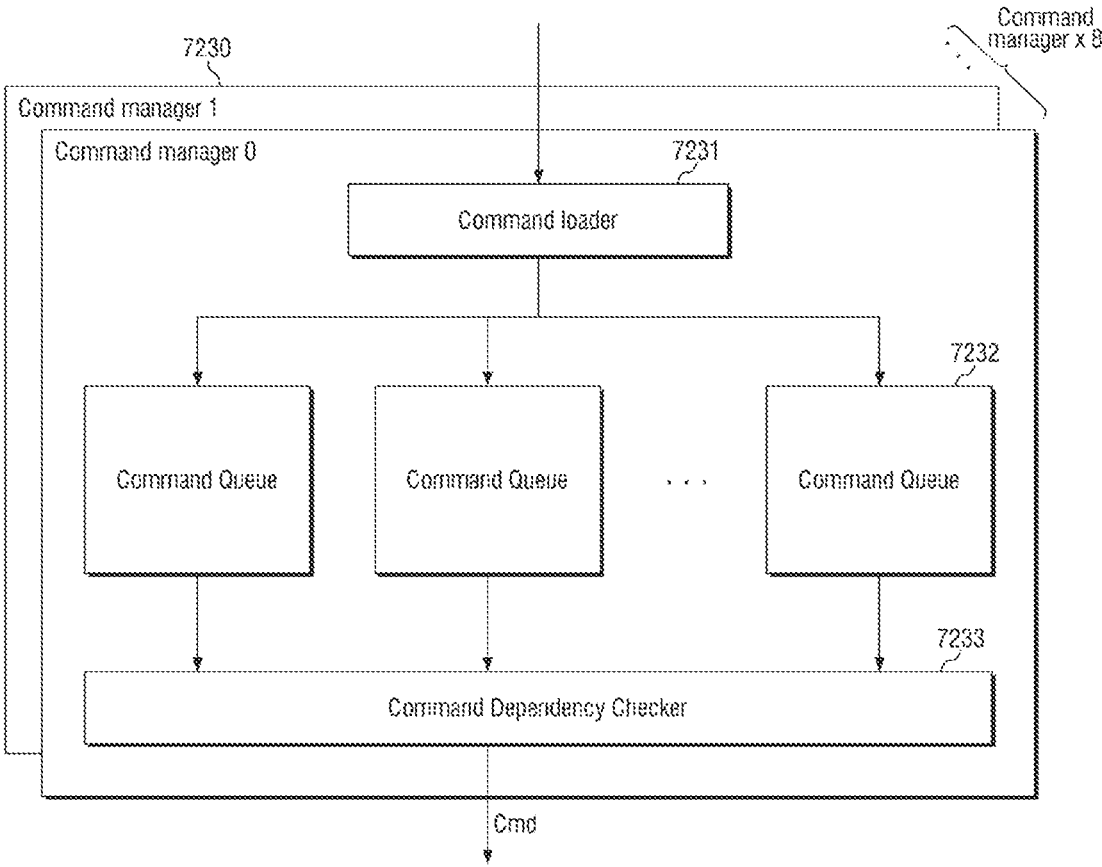 Command
manager x 8
7230
Command manager 1
Command manager 0
7231
Command loader
7232
Command Queue
Command Queue
. . .
Command Queue
7233
Command Dependency Checker
Cmd